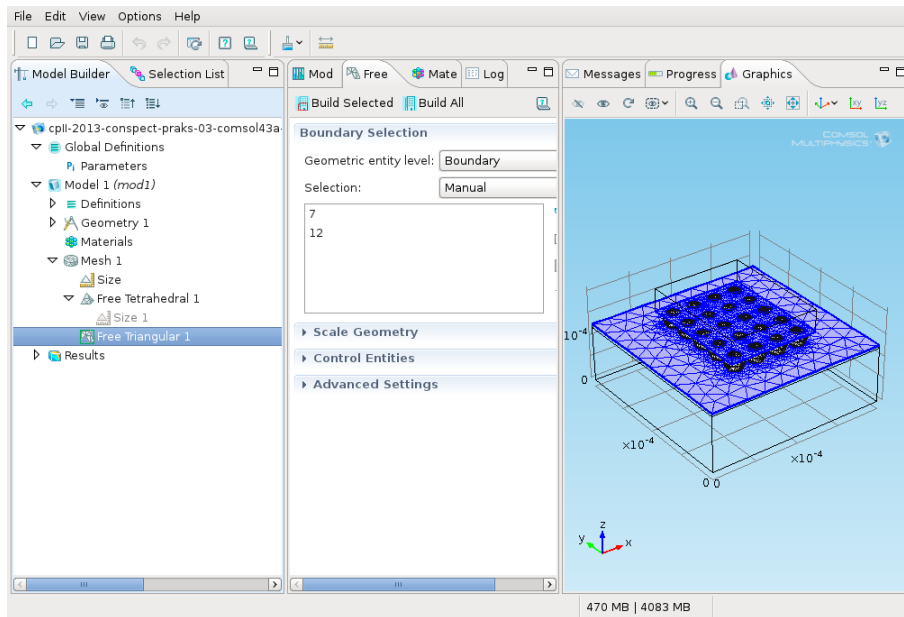 File Edit View Options Help
Model Builder Selection List
cpII-2013-conspect-praks-03-comsol43a-
Global Definitions
Pi Parameters
Model 1 (mod1)
Definitions
Geometry 1
Materials
Mesh 1
Size
Free Tetrahedral 1
Size 1
Free Triangular 1
Results
Mod Free Mate Log
Build Selected Build All
Boundary Selection
Geometric entity level: Boundary
Selection: Manual
7
12
Scale Geometry
Control Entities
Advanced Settings
Messages Progress Graphics
xy yz
COMSOL
MULTIPHYSICS
10⁻⁴
0
×10⁻⁴
×10⁻⁴
0 0
z
y x
470 MB | 4083 MB